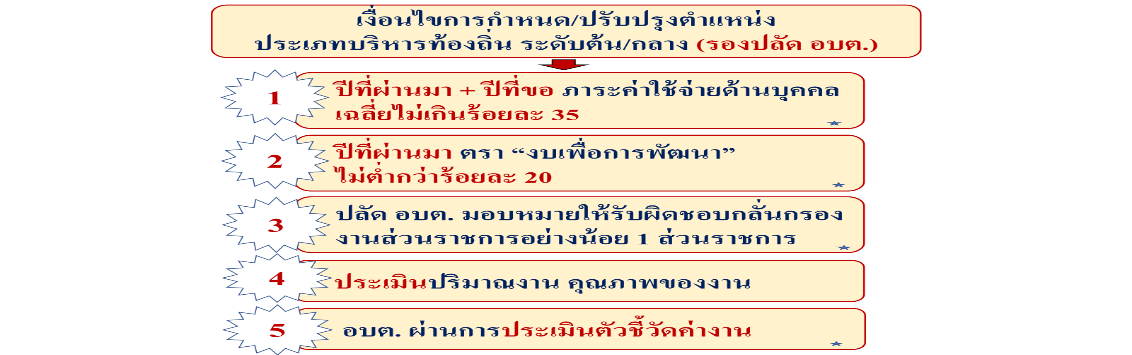 เงื่อนไขการกำหนด/ปรับปรุงตำแหน่ง
ประเภทบริหารท้องถิ่น ระดับต้น/กลาง (รองปลัด อบต.)
1
ปีที่ผ่านมา + ปีที่ขอ ภาระค่าใช้จ่ายด้านบุคคล
เฉลี่ยไม่เกินร้อยละ 35
2
ปีที่ผ่านมา ตรา “งบเพื่อการพัฒนา”
ไม่ต่ำกว่าร้อยละ 20
3
ปลัด อบต. มอบหมายให้รับผิดชอบกลั่นกรอง
งานส่วนราชการอย่างน้อย 1 ส่วนราชการ
4
ประเมินปริมาณงาน คุณภาพของงาน
5
อบต. ผ่านการประเมินตัวชี้วัดค่างาน